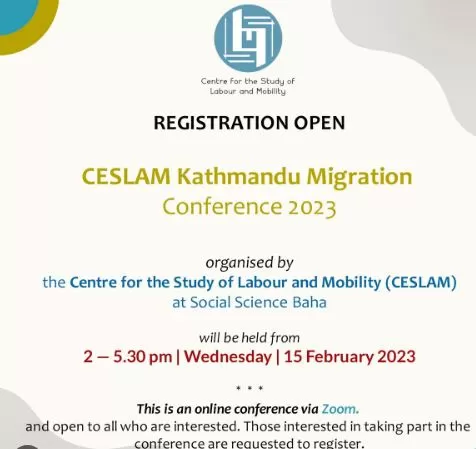 Centre for the Study of
Labour and Mobility
REGISTRATION OPEN
CESLAM Kathmandu Migration
Conference 2023
organised by
the Centre for the Study of Labour and Mobility (CESLAM)
at Social Science Baha
will be held from
2 — 5.30 pm | Wednesday | 15 February 2023
* * *
This is an online conference via Zoom.
and open to all who are interested. Those interested in taking part in the
conference are requested to register.